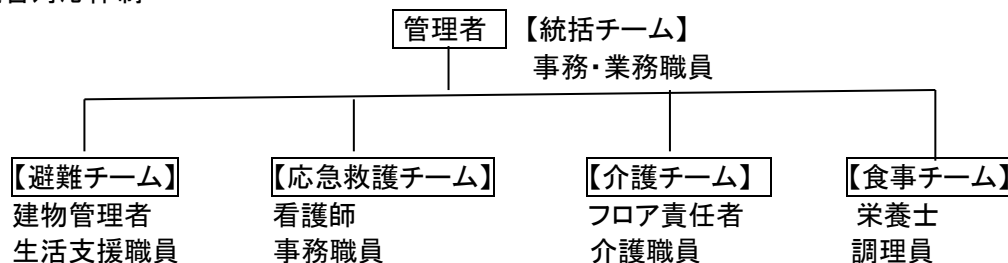 管理者 【統括チーム】
事務・業務職員
【避難チーム】 【応急救護チーム】 【介護チーム】 【食事チーム】
建物管理者 看護師 フロア責任者 栄養士
生活支援職員 事務職員 介護職員 調理員